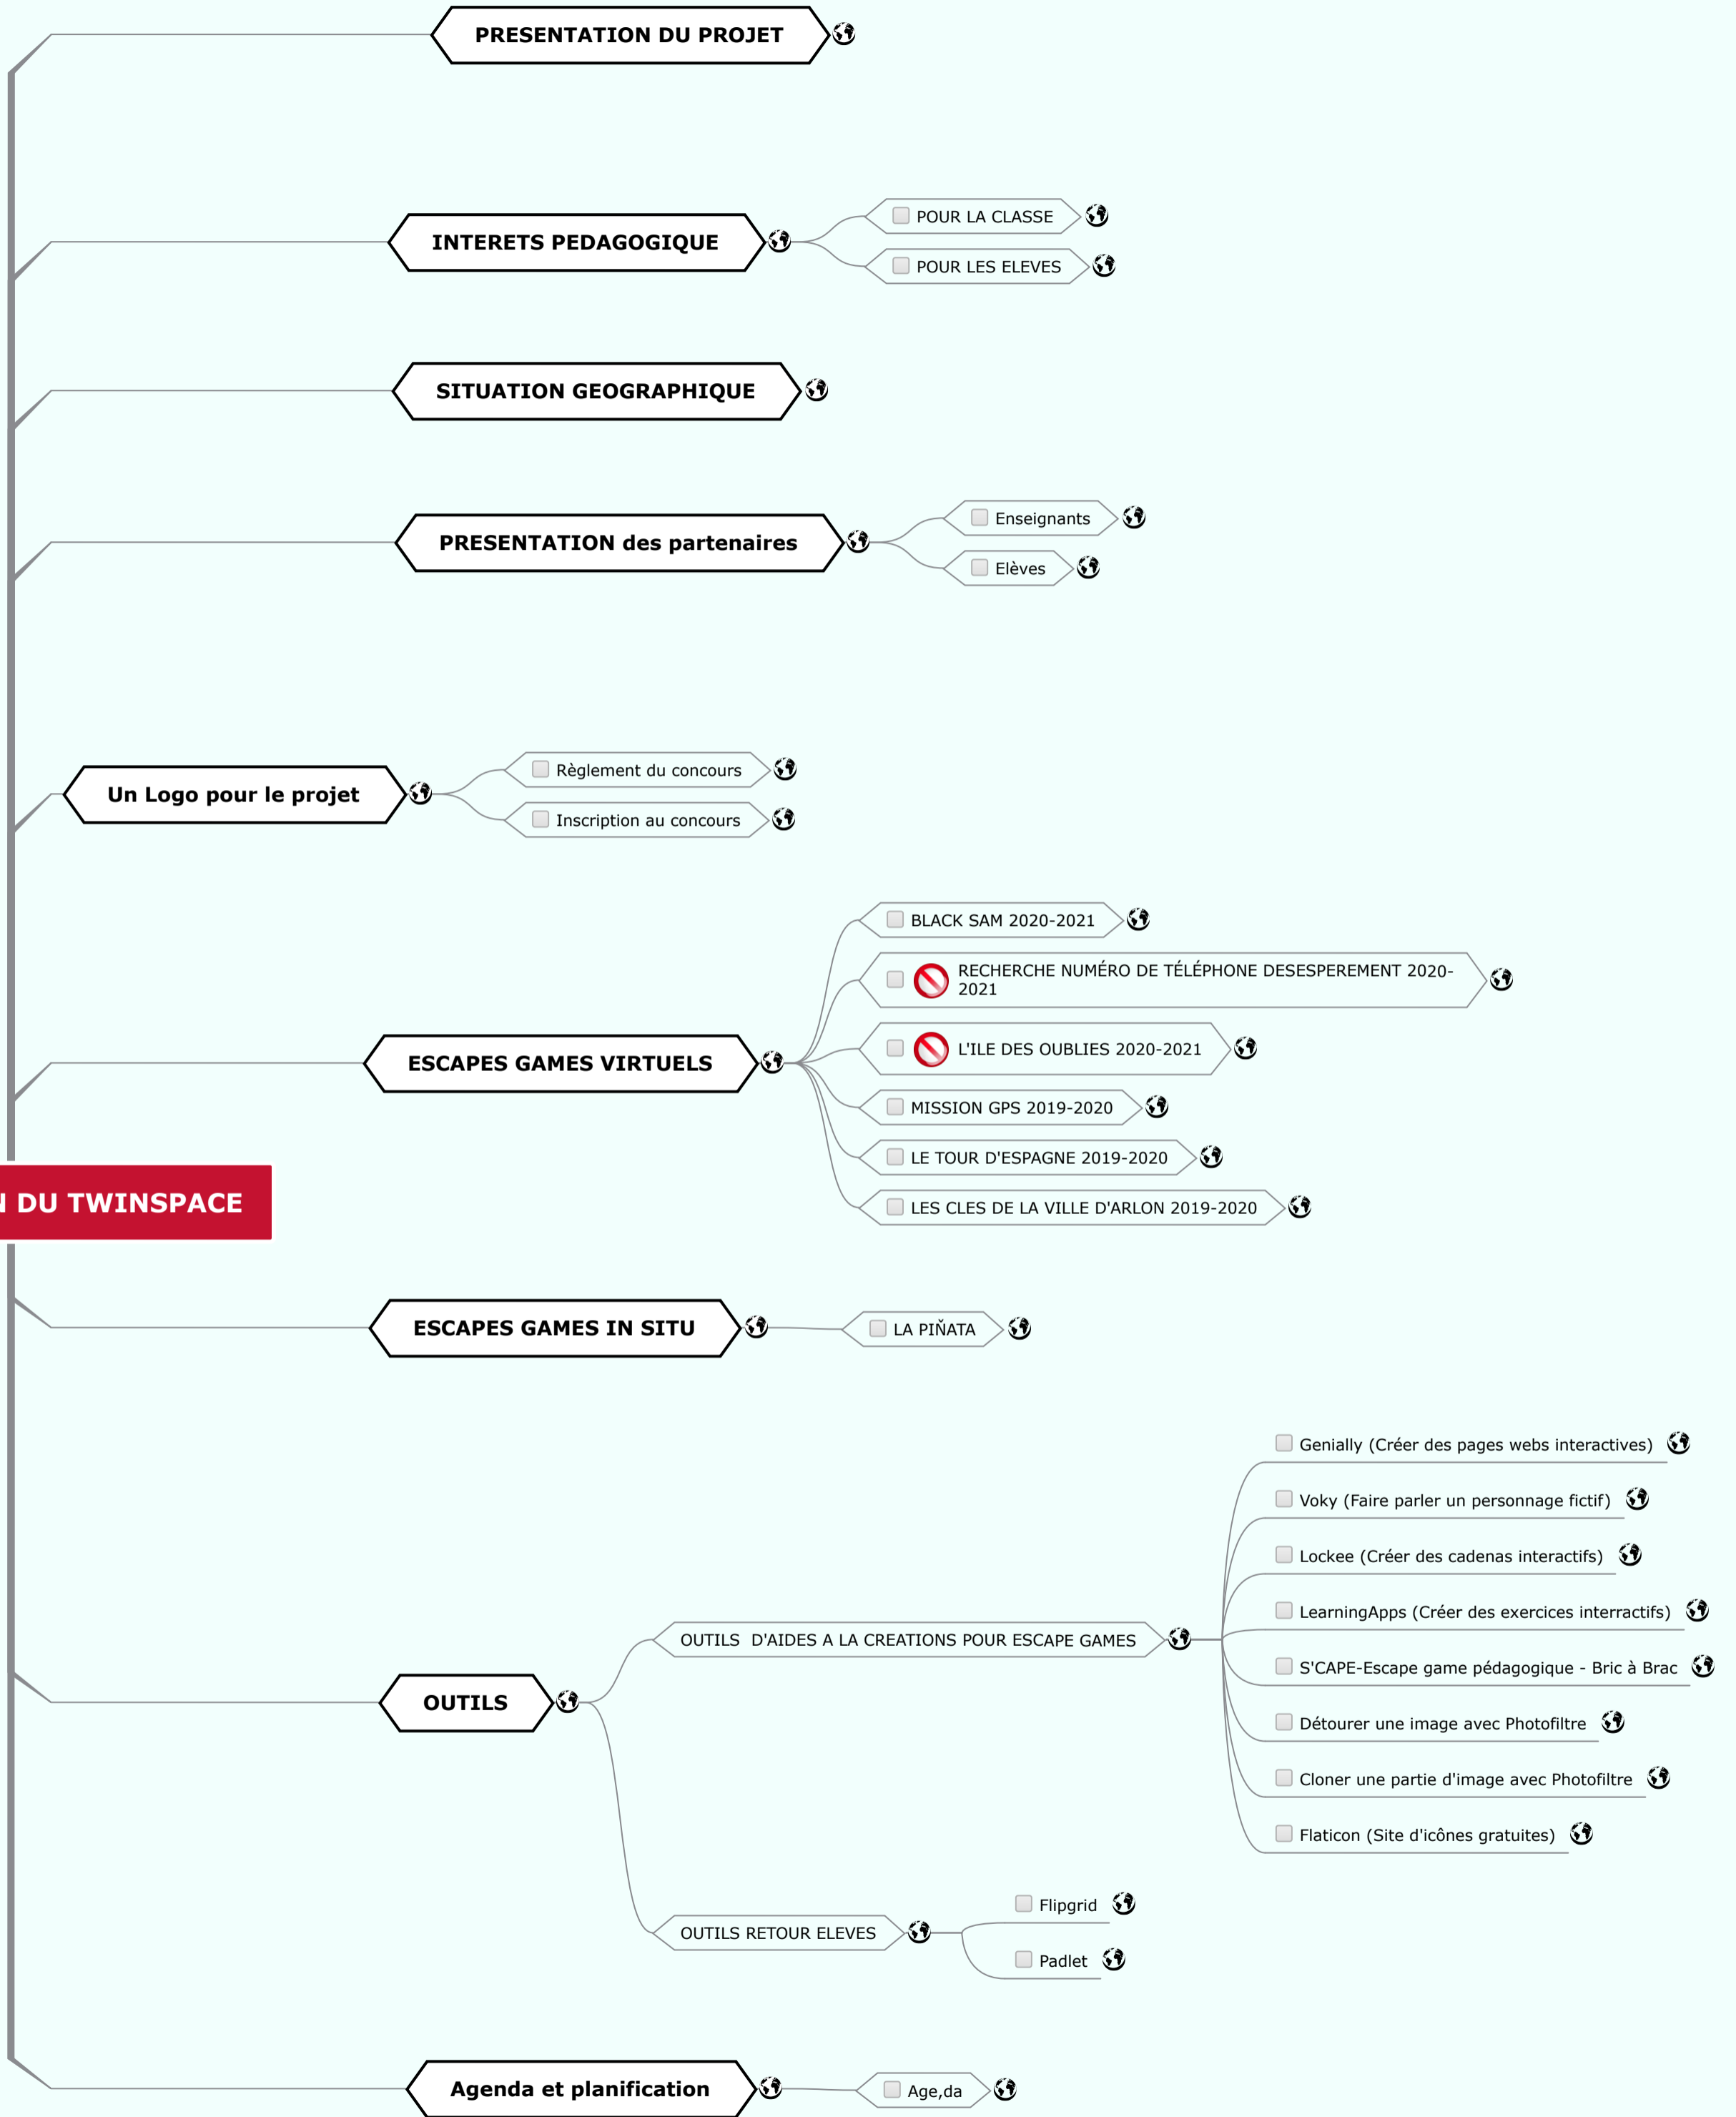 PRESENTATION DU PROJET
INTERETS PEDAGOGIQUE
POUR LA CLASSE
POUR LES ELEVES
SITUATION GEOGRAPHIQUE
PRESENTATION des partenaires
Enseignants
Elèves
Un Logo pour le projet
Règlement du concours
Inscription au concours
ESCAPES GAMES VIRTUELS
BLACK SAM 2020-2021
RECHERCHE NUMÉRO DE TÉLÉPHONE DESESPEREMENT 2020-
2021
L'ILE DES OUBLIES 2020-2021
MISSION GPS 2019-2020
LE TOUR D'ESPAGNE 2019-2020
LES CLES DE LA VILLE D'ARLON 2019-2020
N DU TWINSPACE
ESCAPES GAMES IN SITU
LA PIŇATA
OUTILS
OUTILS  D'AIDES A LA CREATIONS POUR ESCAPE GAMES
Genially (Créer des pages webs interactives)
Voky (Faire parler un personnage fictif)
Lockee (Créer des cadenas interactifs)
LearningApps (Créer des exercices interractifs)
S'CAPE-Escape game pédagogique - Bric à Brac
Détourer une image avec Photofiltre
Cloner une partie d'image avec Photofiltre
Flaticon (Site d'icônes gratuites)
OUTILS RETOUR ELEVES
Flipgrid
Padlet
Agenda et planification
Age,da